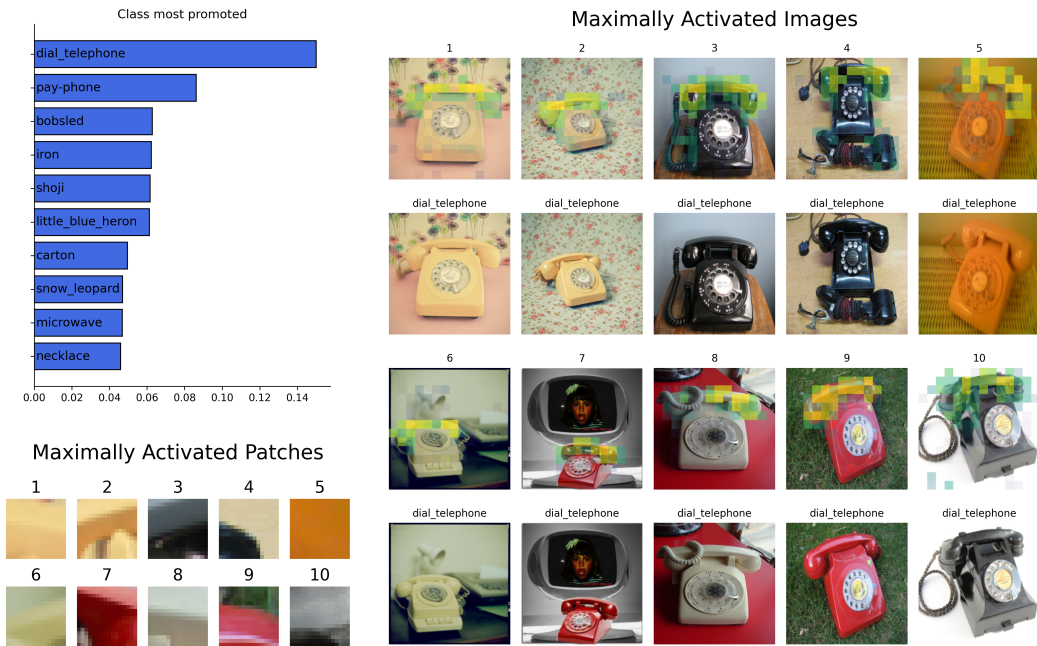 Class most promoted
dial_telephone
pay-phone
bobsled
iron
shoji
little_blue_heron
carton
snow_leopard
microwave
necklace
0.00 0.02 0.04 0.06 0.08 0.10 0.12 0.14
Maximally Activated Patches
1 2 3 4 5
6 7 8 9 10
Maximally Activated Images
1 2 3 4 5
dial_telephone dial_telephone dial_telephone dial_telephone dial_telephone
6 7 8 9 10
dial_telephone dial_telephone dial_telephone dial_telephone dial_telephone